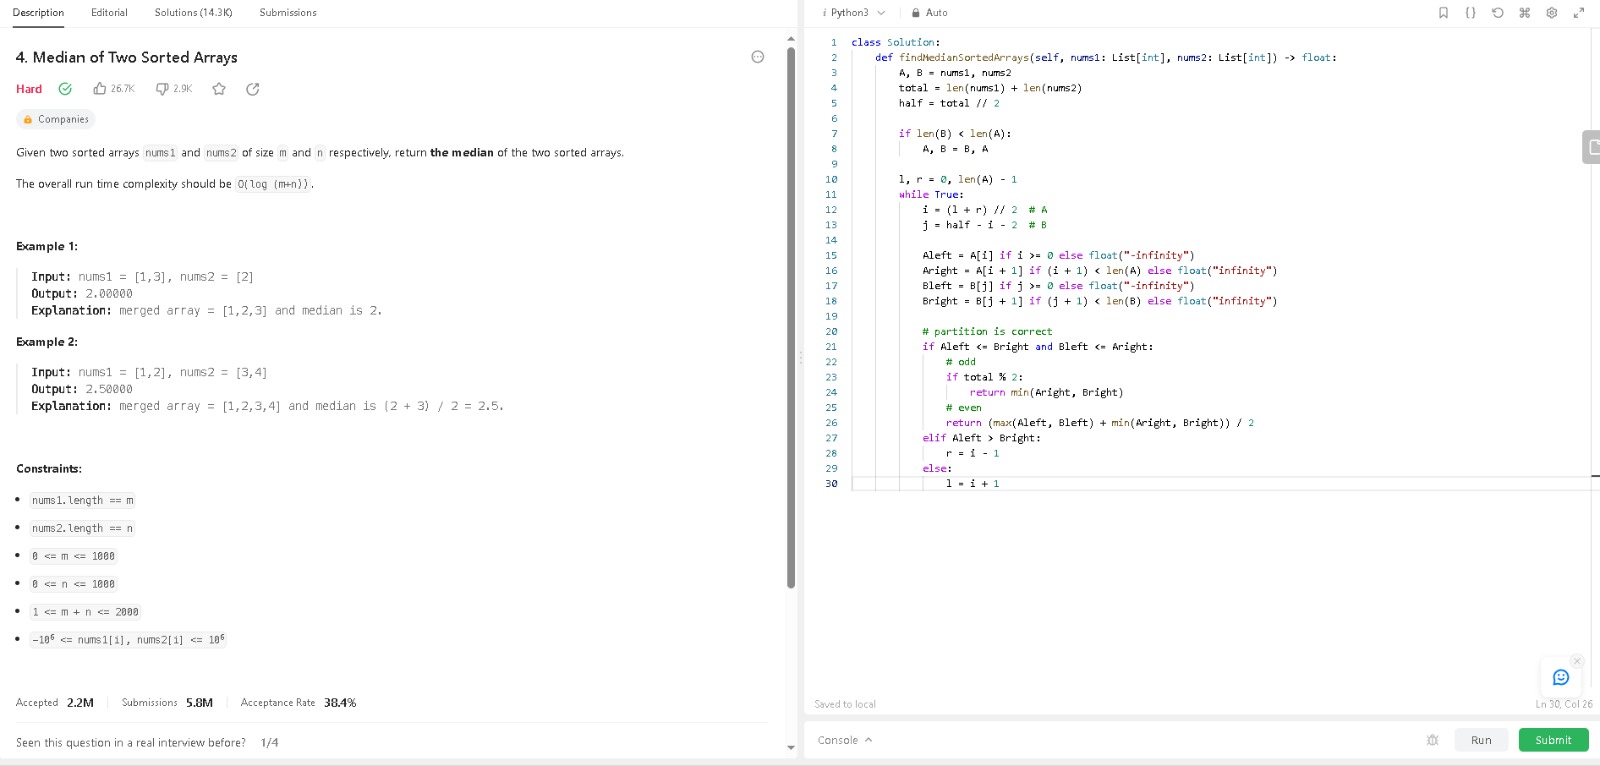 Description Editorial Solutions (14.3K) Submissions
4. Median of Two Sorted Arrays
Hard 26.7K 2.9K
Companies
Given two sorted arrays nums1 and nums2 of size m and n respectively, return the median of the two sorted arrays.
The overall run time complexity should be O(log (m+n)).
Example 1:
Input: nums1 = [1,3], nums2 = [2]
Output: 2.00000
Explanation: merged array = [1,2,3] and median is 2.
Example 2:
Input: nums1 = [1,2], nums2 = [3,4]
Output: 2.50000
Explanation: merged array = [1,2,3,4] and median is (2 + 3) / 2 = 2.5.
Constraints:
• nums1.length == m
• nums2.length == n
• 0 <= m <= 1000
• 0 <= n <= 1000
• 1 <= m + n <= 2000
• -10⁶ <= nums1[i], nums2[i] <= 10⁶
Accepted 2.2M Submissions 5.8M Acceptance Rate 38.4%
Seen this question in a real interview before? 1/4
i Python3 Auto
1 class Solution:
2     def findMedianSortedArrays(self, nums1: List[int], nums2: List[int]) -> float:
3         A, B = nums1, nums2
4         total = len(nums1) + len(nums2)
5         half = total // 2
6
7         if len(B) < len(A):
8             A, B = B, A
9
10         l, r = 0, len(A) - 1
11         while True:
12             i = (l + r) // 2  # A
13             j = half - i - 2  # B
14
15             Aleft = A[i] if i >= 0 else float("-infinity")
16             Aright = A[i + 1] if (i + 1) < len(A) else float("infinity")
17             Bleft = B[j] if j >= 0 else float("-infinity")
18             Bright = B[j + 1] if (j + 1) < len(B) else float("infinity")
19
20             # partition is correct
21             if Aleft <= Bright and Bleft <= Aright:
22                 # odd
23                 if total % 2:
24                     return min(Aright, Bright)
25                 # even
26                 return (max(Aleft, Bleft) + min(Aright, Bright)) / 2
27             elif Aleft > Bright:
28                 r = i - 1
29             else:
30                 l = i + 1
Saved to local Ln 30, Col 26
Console Run Submit